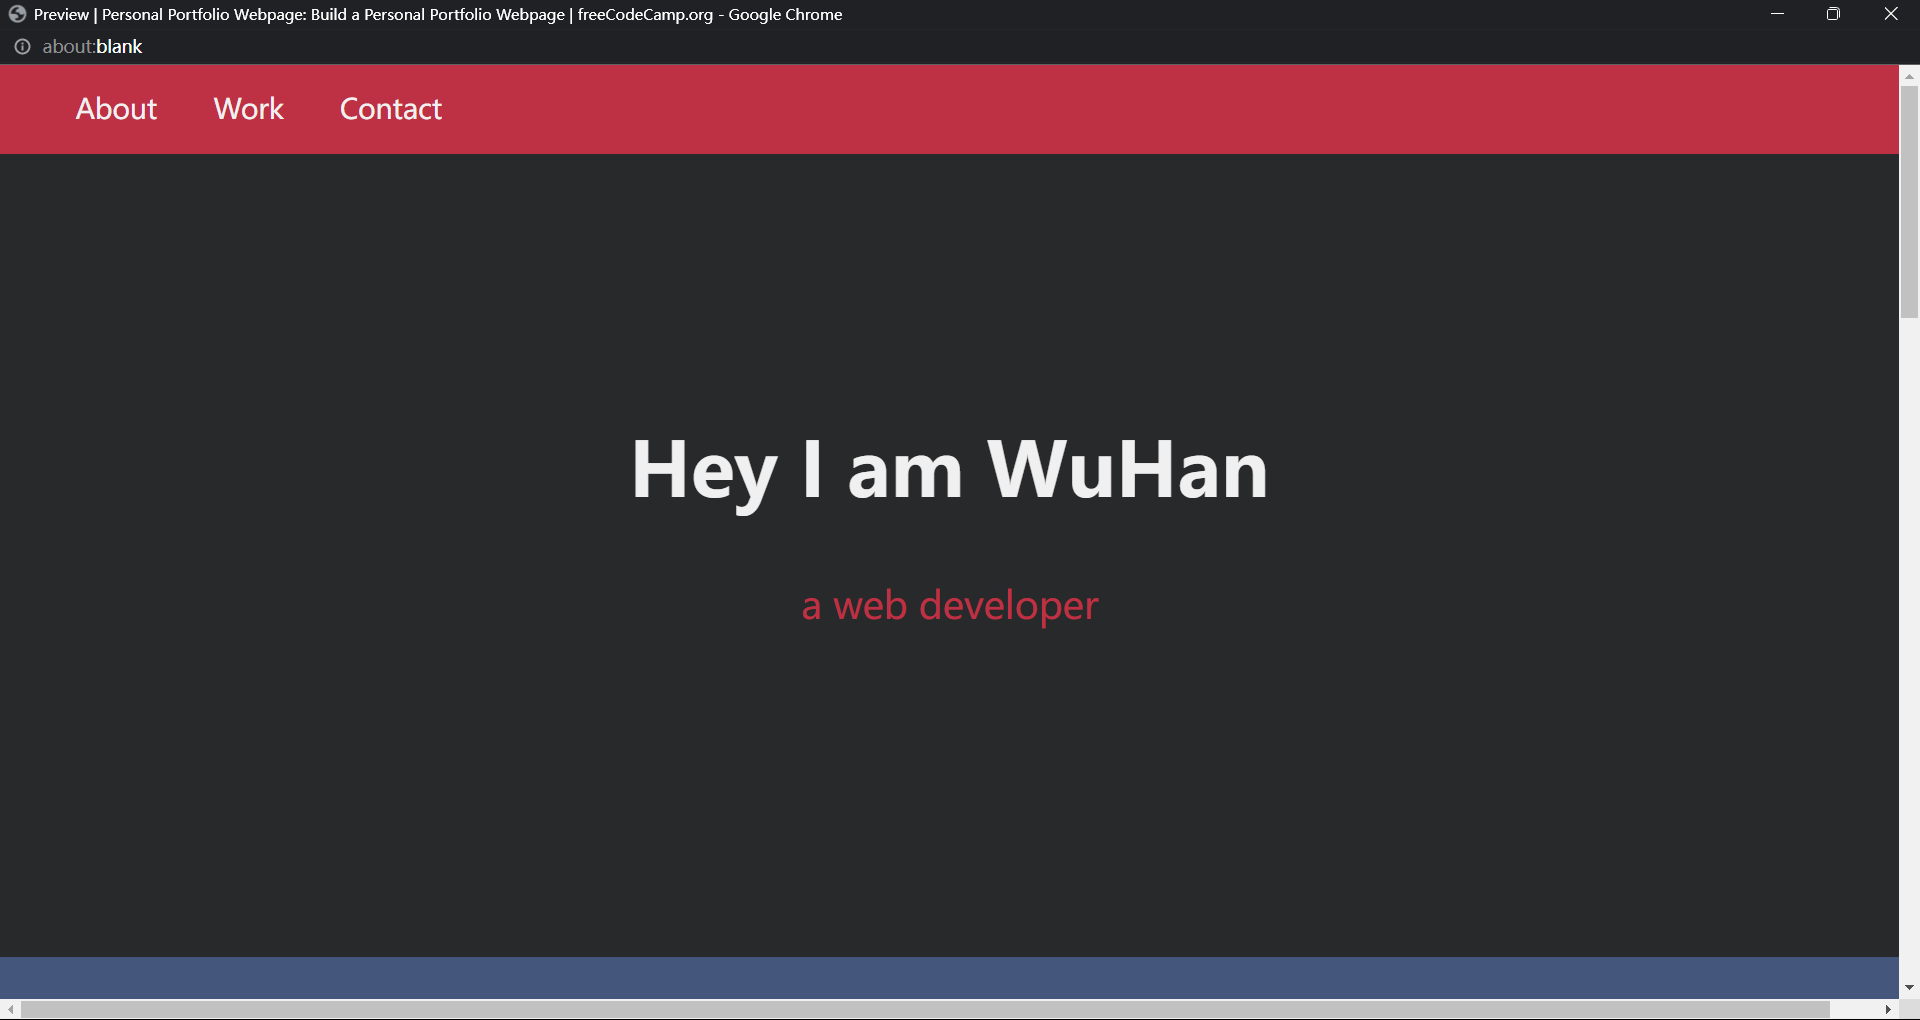 Preview | Personal Portfolio Webpage: Build a Personal Portfolio Webpage | freeCodeCamp.org - Google Chrome
about:blank
About Work Contact
Hey I am WuHan
a web developer